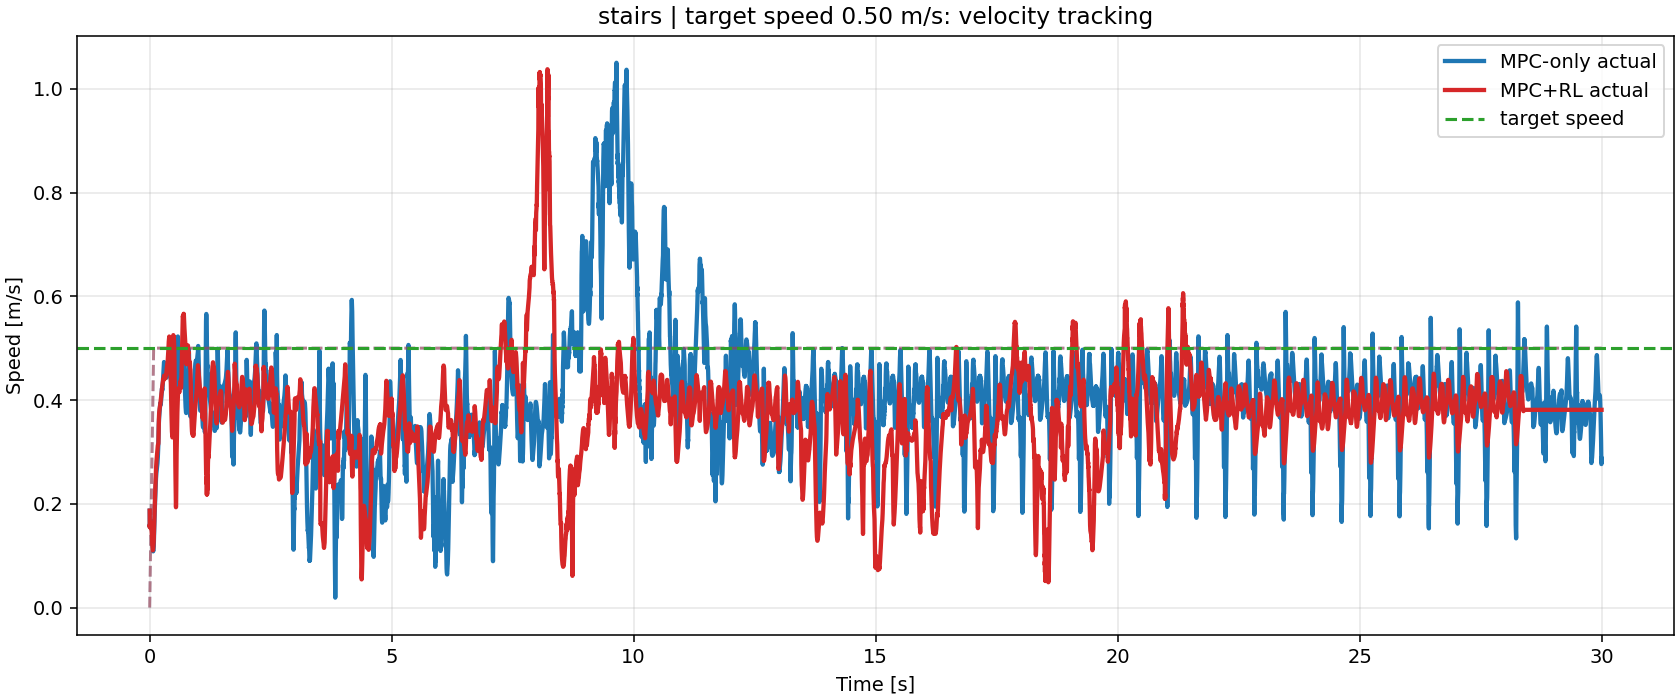 stairs | target speed 0.50 m/s: velocity tracking
MPC-only actual
MPC+RL actual
target speed
Speed [m/s]
1.0
0.8
0.6
0.4
0.2
0.0
0 5 10 15 20 25 30
Time [s]